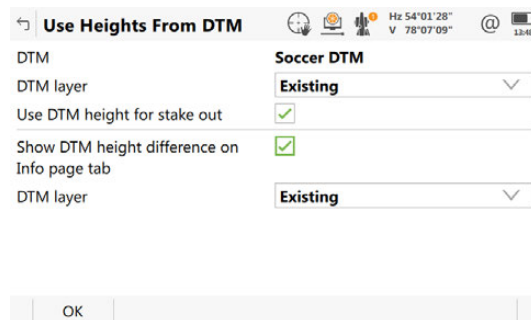 Use Heights From DTM
Hz 54°01'28"
V 78°07'09"
@
DTM
Soccer DTM
DTM layer
Existing
Use DTM height for stake out
Show DTM height difference on
Info page tab
DTM layer
Existing
OK